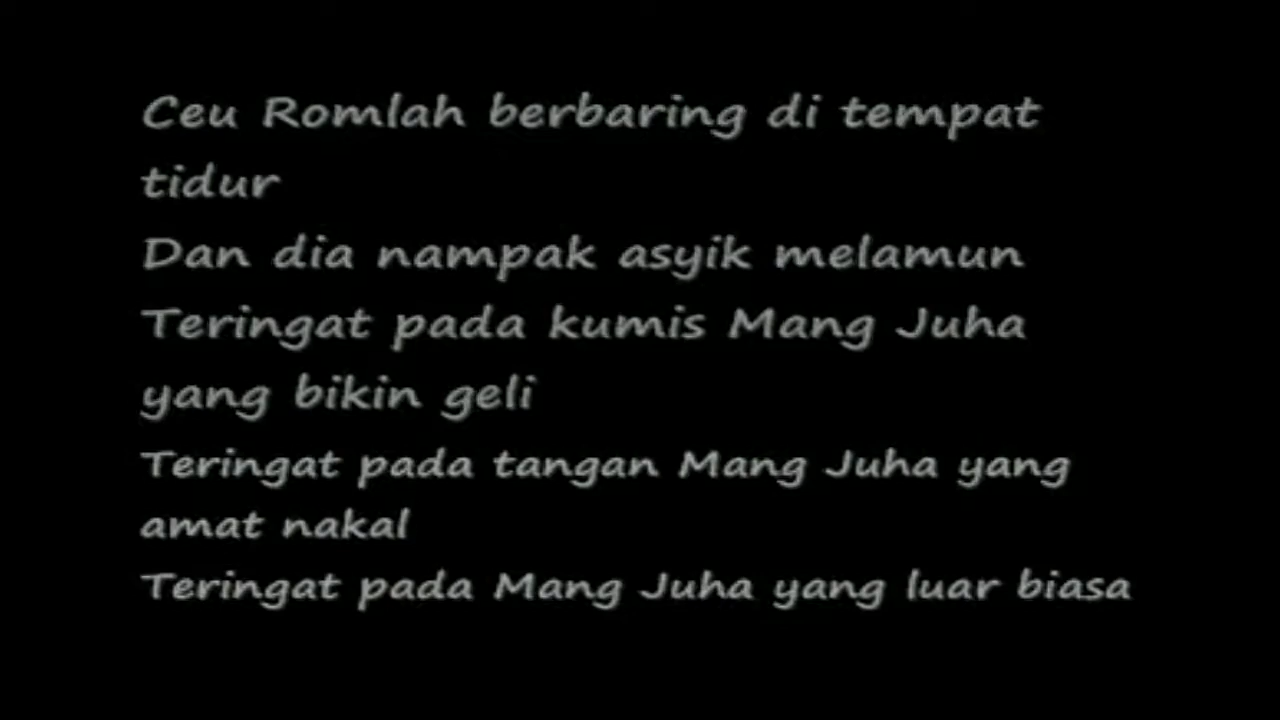 Ceu Romlah berbaring di tempat
tidur
Dan dia nampak asyik melamun
Teringat pada kumis Mang Juha
yang bikin geli
Teringat pada tangan Mang Juha yang
amat nakal
Teringat pada Mang Juha yang luar biasa